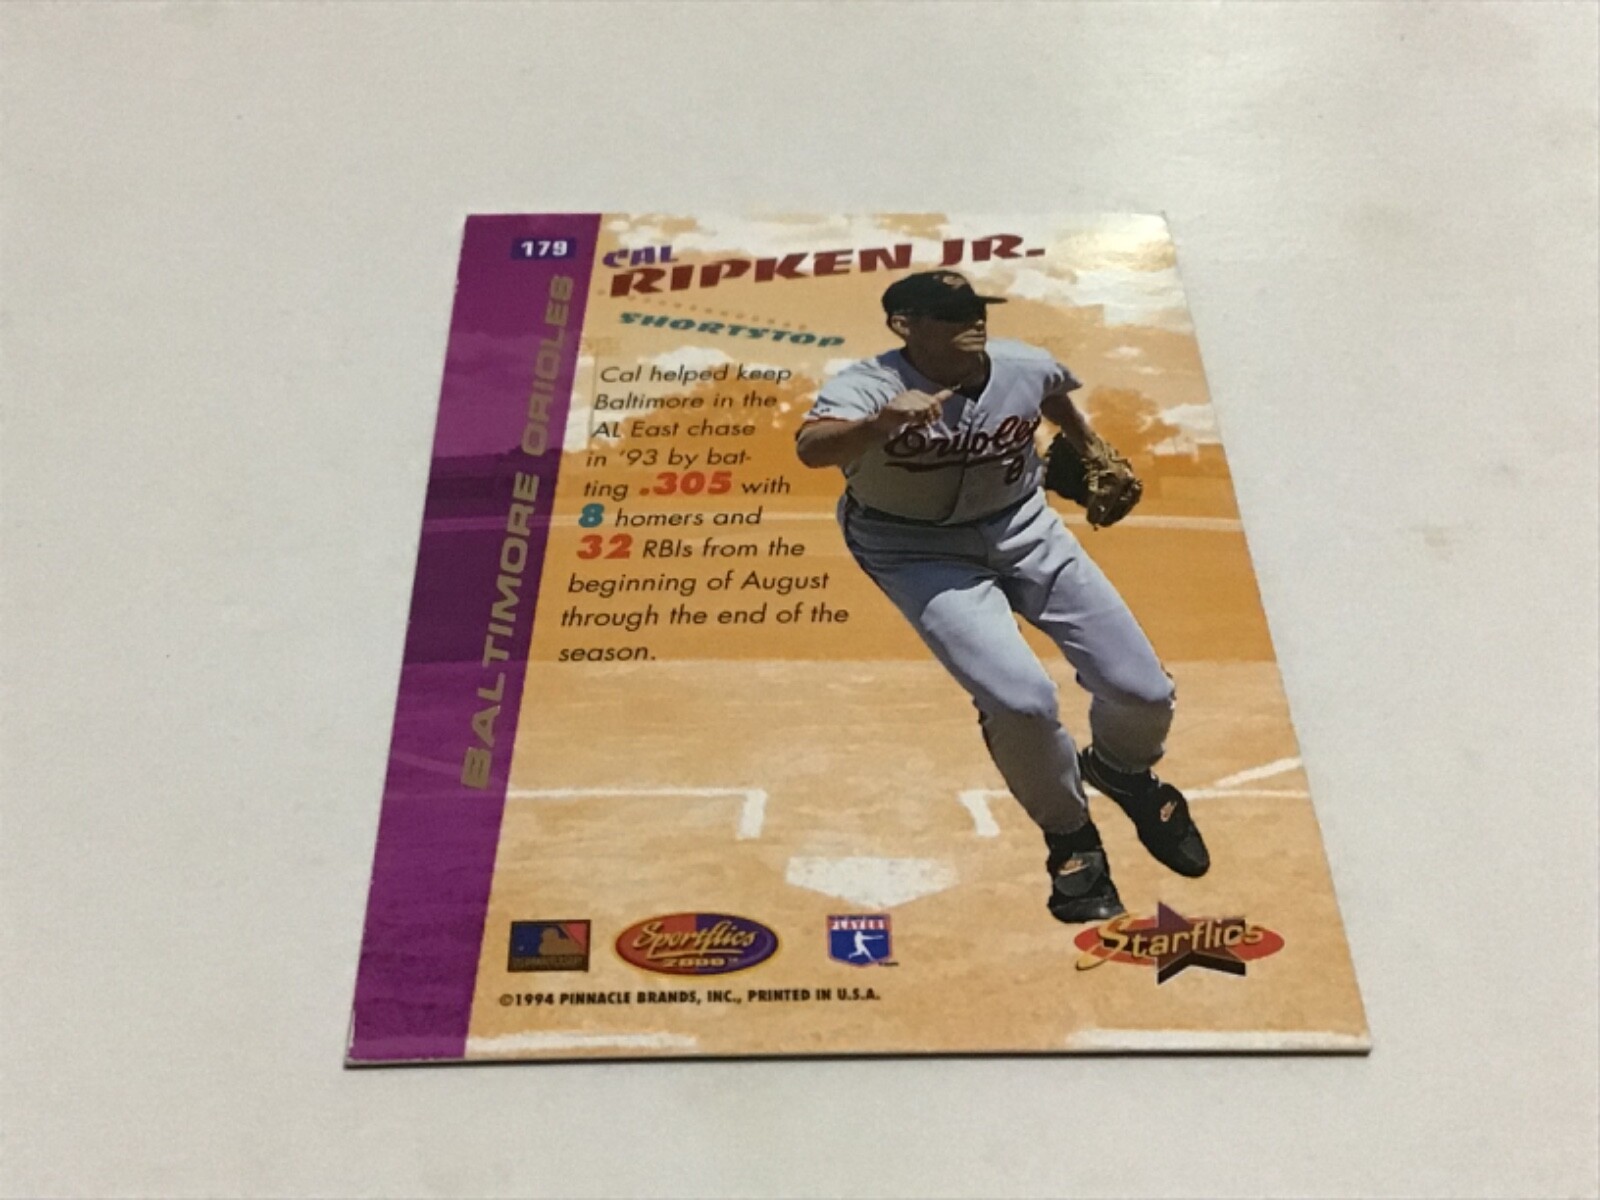 179
CAL
RIPKEN JR.
SHORTSTOP
BALTIMORE ORIOLES
Cal helped keep
Baltimore in the
AL East chase
in '93 by bat-
ting .305 with
8 homers and
32 RBIs from the
beginning of August
through the end of the
season.
Orioles
8
Sportflics
2000™
PLAYERS
Starflics
©1994 PINNACLE BRANDS, INC., PRINTED IN U.S.A.